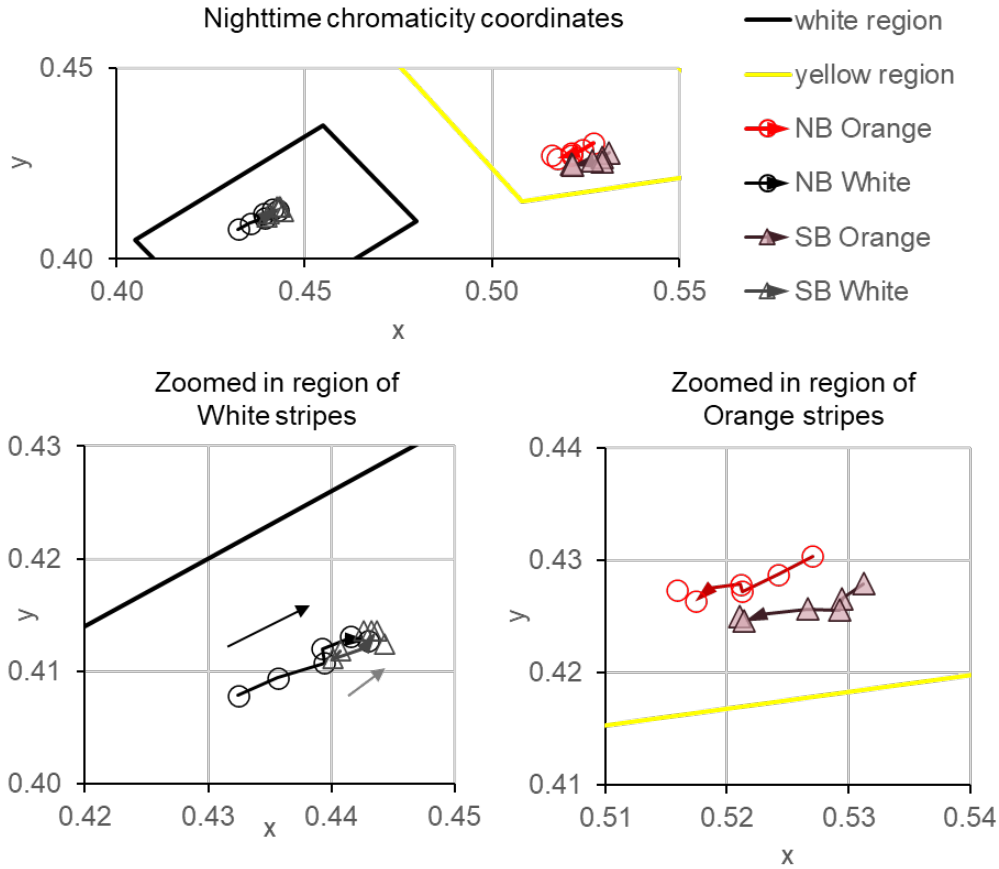 Nighttime chromaticity coordinates
0.45
y
0.40
0.40
0.45
0.50
0.55
x
white region
yellow region
NB Orange
NB White
SB Orange
SB White
Zoomed in region of
White stripes
0.43
0.42
y
0.41
0.40
0.42
0.43
0.44
0.45
x
Zoomed in region of
Orange stripes
0.44
0.43
y
0.42
0.41
0.51
0.52
0.53
0.54
x